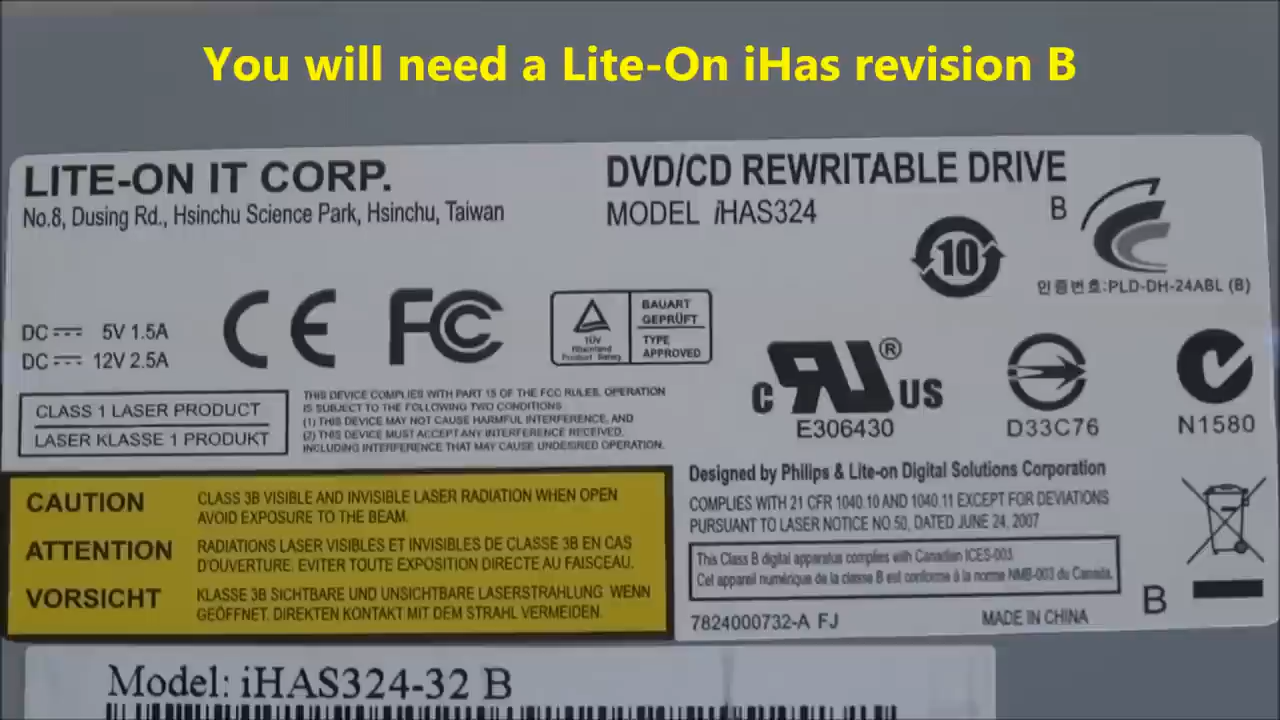 You will need a Lite-On iHas revision B
LITE-ON IT CORP.
No.8, Dusing Rd., Hsinchu Science Park, Hsinchu, Taiwan
DVD/CD REWRITABLE DRIVE
MODEL iHAS324
B
10
인증번호:PLD-DH-24ABL (B)
DC 5V 1.5A
DC 12V 2.5A
CE
FC
TÜV
Rheinland
Product Safety
BAUART
GEPRÜFT
TYPE
APPROVED
CLASS 1 LASER PRODUCT
LASER KLASSE 1 PRODUKT
THIS DEVICE COMPLIES WITH PART 15 OF THE FCC RULES. OPERATION
IS SUBJECT TO THE FOLLOWING TWO CONDITIONS
(1) THIS DEVICE MAY NOT CAUSE HARMFUL INTERFERENCE, AND
(2) THIS DEVICE MUST ACCEPT ANY INTERFERENCE RECEIVED,
INCLUDING INTERFERENCE THAT MAY CAUSE UNDESIRED OPERATION.
C RU ® US
E306430
D33C76
N1580
CAUTION
CLASS 3B VISIBLE AND INVISIBLE LASER RADIATION WHEN OPEN
AVOID EXPOSURE TO THE BEAM.
ATTENTION
RADIATIONS LASER VISIBLES ET INVISIBLES DE CLASSE 3B EN CAS
D'OUVERTURE. EVITER TOUTE EXPOSITION DIRECTE AU FAISCEAU.
VORSICHT
KLASSE 3B SICHTBARE UND UNSICHTBARE LASERSTRAHLUNG WENN
GEÖFFNET. DIREKTEN KONTAKT MIT DEM STRAHL VERMEIDEN.
Designed by Philips & Lite-on Digital Solutions Corporation
COMPLIES WITH 21 CFR 1040.10 AND 1040.11 EXCEPT FOR DEVIATIONS
PURSUANT TO LASER NOTICE NO.50, DATED JUNE 24, 2007
This Class B digital apparatus complies with Canadian ICES-003.
Cet appareil numérique de la classe B est conforme à la norme NMB-003 du Canada.
7824000732-A FJ
MADE IN CHINA
B
Model: iHAS324-32 B